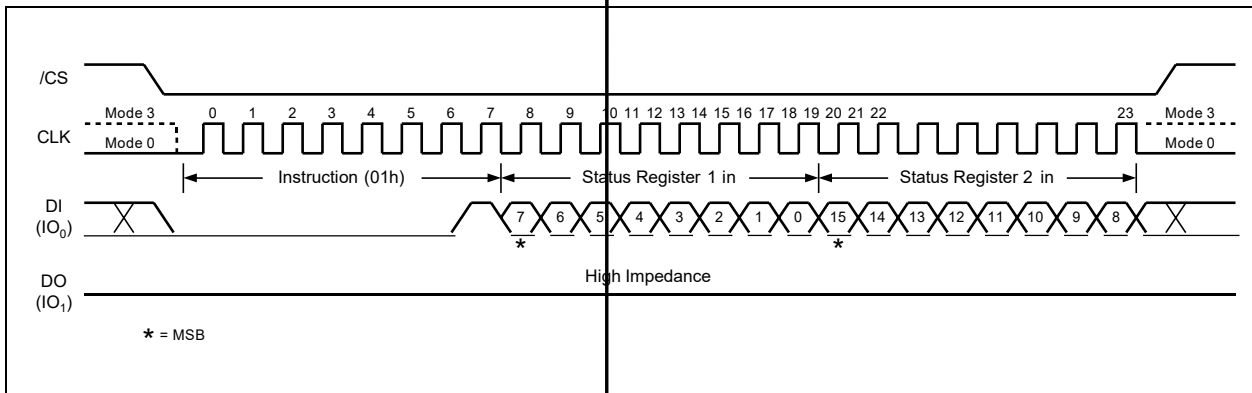 /CS
Mode 3 0 1 2 3 4 5 6 7 8 9 10 11 12 13 14 15 16 17 18 19 20 21 22 23 Mode 3
CLK
Mode 0 Mode 0
Instruction (01h) Status Register 1 in Status Register 2 in
DI
(IO0)
7 6 5 4 3 2 1 0 15 14 13 12 11 10 9 8
* *
High Impedance
DO
(IO1)
* = MSB